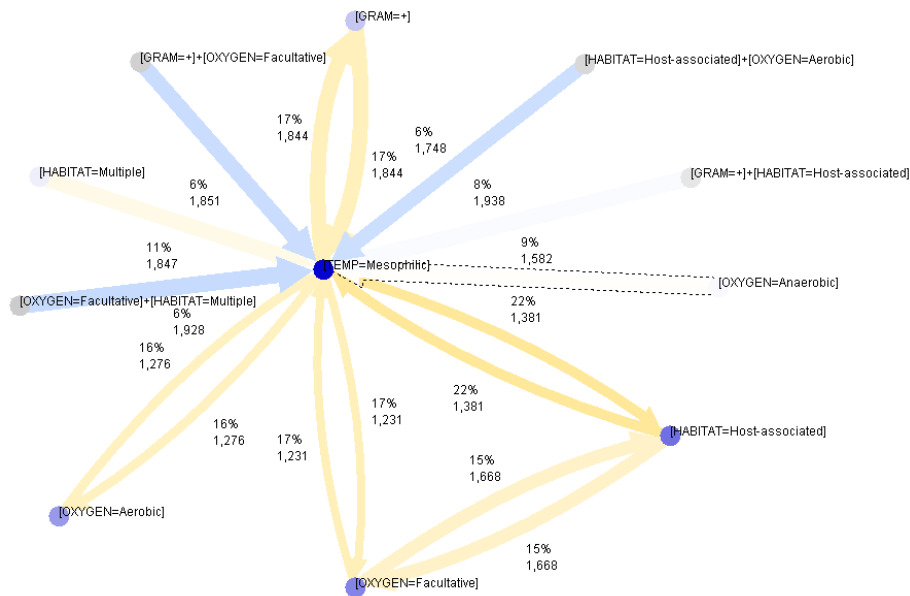 [GRAM=+]
[GRAM=+]+[OXYGEN=Facultative]
[HABITAT=Host-associated]+[OXYGEN=Aerobic]
17%
1,844
6%
1,748
17%
1,844
[HABITAT=Multiple]
6%
1,851
8%
1,938
[GRAM=+]+[HABITAT=Host-associated]
11%
1,847
9%
1,582
[TEMP=Mesophilic]
[OXYGEN=Anaerobic]
[OXYGEN=Facultative]+[HABITAT=Multiple]
6%
1,928
22%
1,381
16%
1,276
22%
1,381
17%
1,231
16%
1,276
17%
1,231
[HABITAT=Host-associated]
15%
1,668
[OXYGEN=Aerobic]
15%
1,668
[OXYGEN=Facultative]